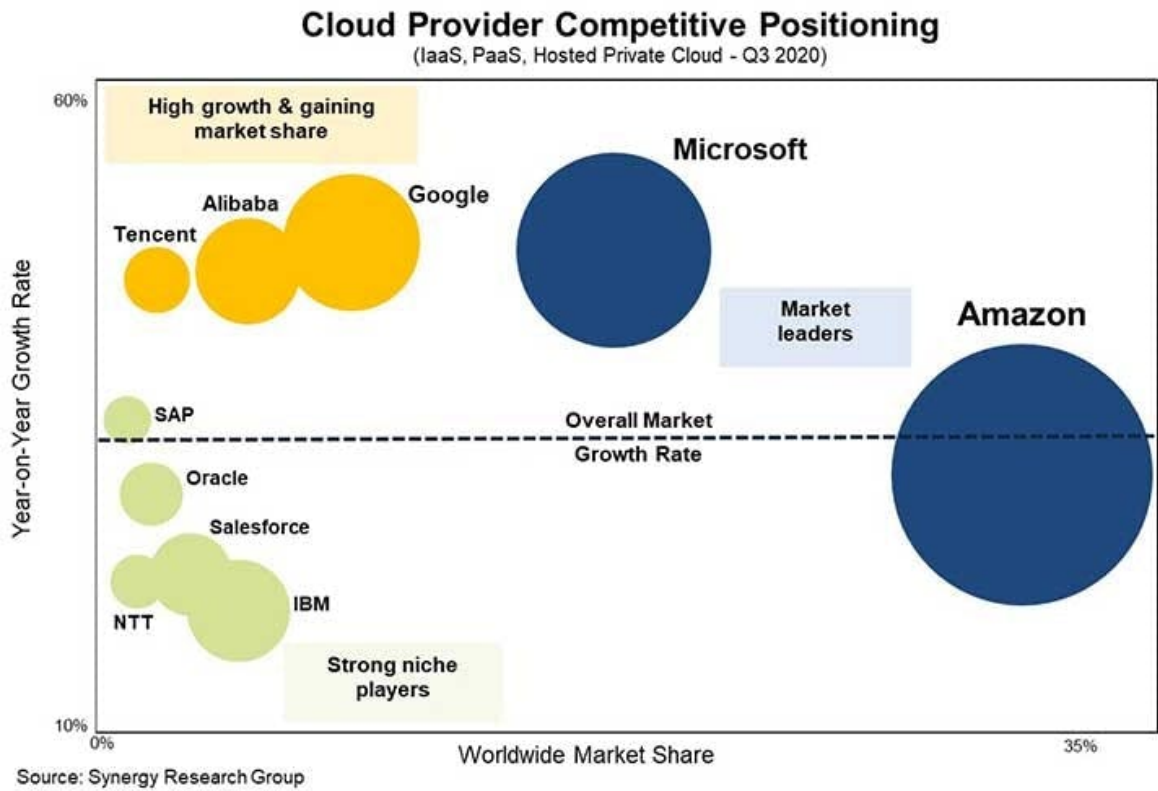 Cloud Provider Competitive Positioning
(IaaS, PaaS, Hosted Private Cloud - Q3 2020)
60%
High growth & gaining
market share
Microsoft
Google
Alibaba
Tencent
Market
leaders
Amazon
Year-on-Year Growth Rate
SAP
Overall Market
Growth Rate
Oracle
Salesforce
IBM
NTT
Strong niche
players
10%
0%
Worldwide Market Share
35%
Source: Synergy Research Group